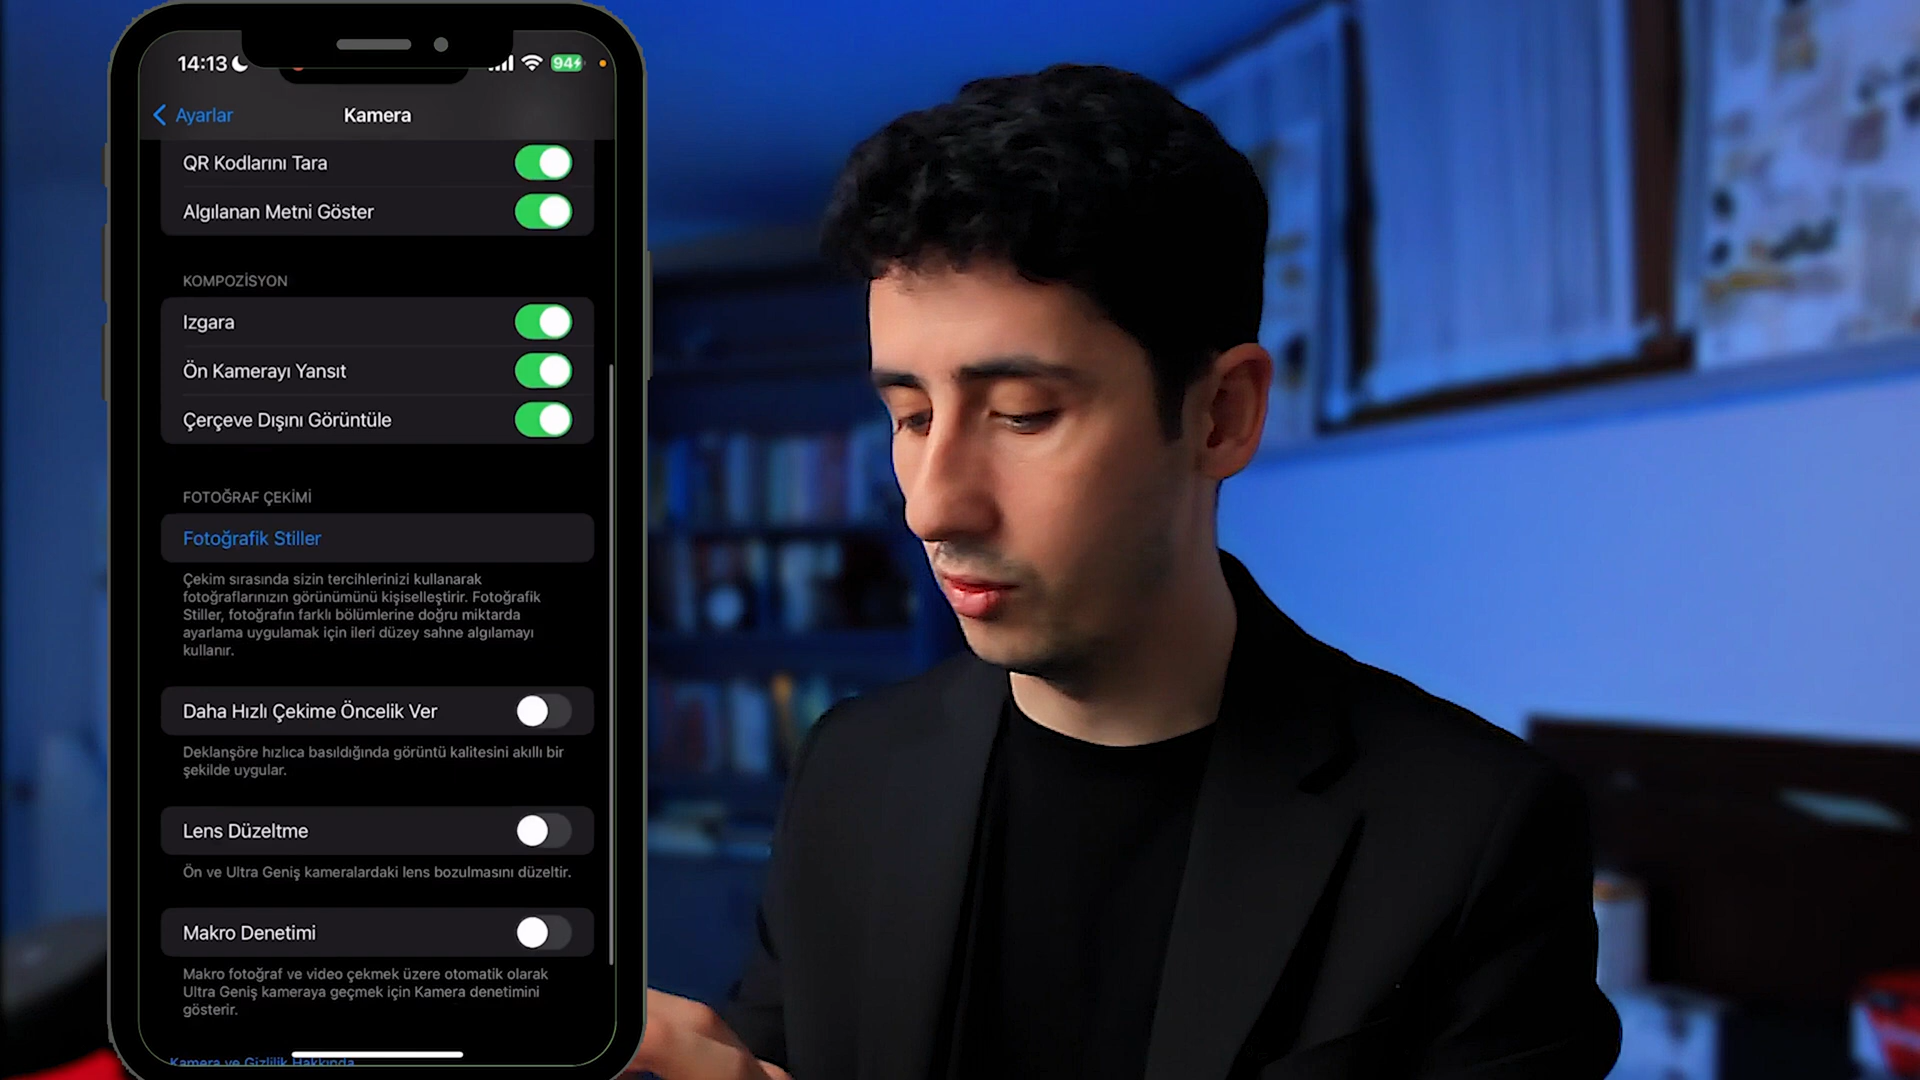 14:13
94
Ayarlar
Kamera
QR Kodlarını Tara
Algılanan Metni Göster
KOMPOZİSYON
Izgara
Ön Kamerayı Yansıt
Çerçeve Dışını Görüntüle
FOTOĞRAF ÇEKİMİ
Fotoğrafik Stiller
Çekim sırasında sizin tercihlerinizi kullanarak
fotoğraflarınızın görünümünü kişiselleştirir. Fotoğrafik
Stiller, fotoğrafın farklı bölümlerine doğru miktarda
ayarlama uygulamak için ileri düzey sahne algılamayı
kullanır.
Daha Hızlı Çekime Öncelik Ver
Deklanşöre hızlıca basıldığında görüntü kalitesini akıllı bir
şekilde uygular.
Lens Düzeltme
Ön ve Ultra Geniş kameralardaki lens bozulmasını düzeltir.
Makro Denetimi
Makro fotoğraf ve video çekmek üzere otomatik olarak
Ultra Geniş kameraya geçmek için Kamera denetimini
gösterir.
Kamera ve Gizlilik Hakkında